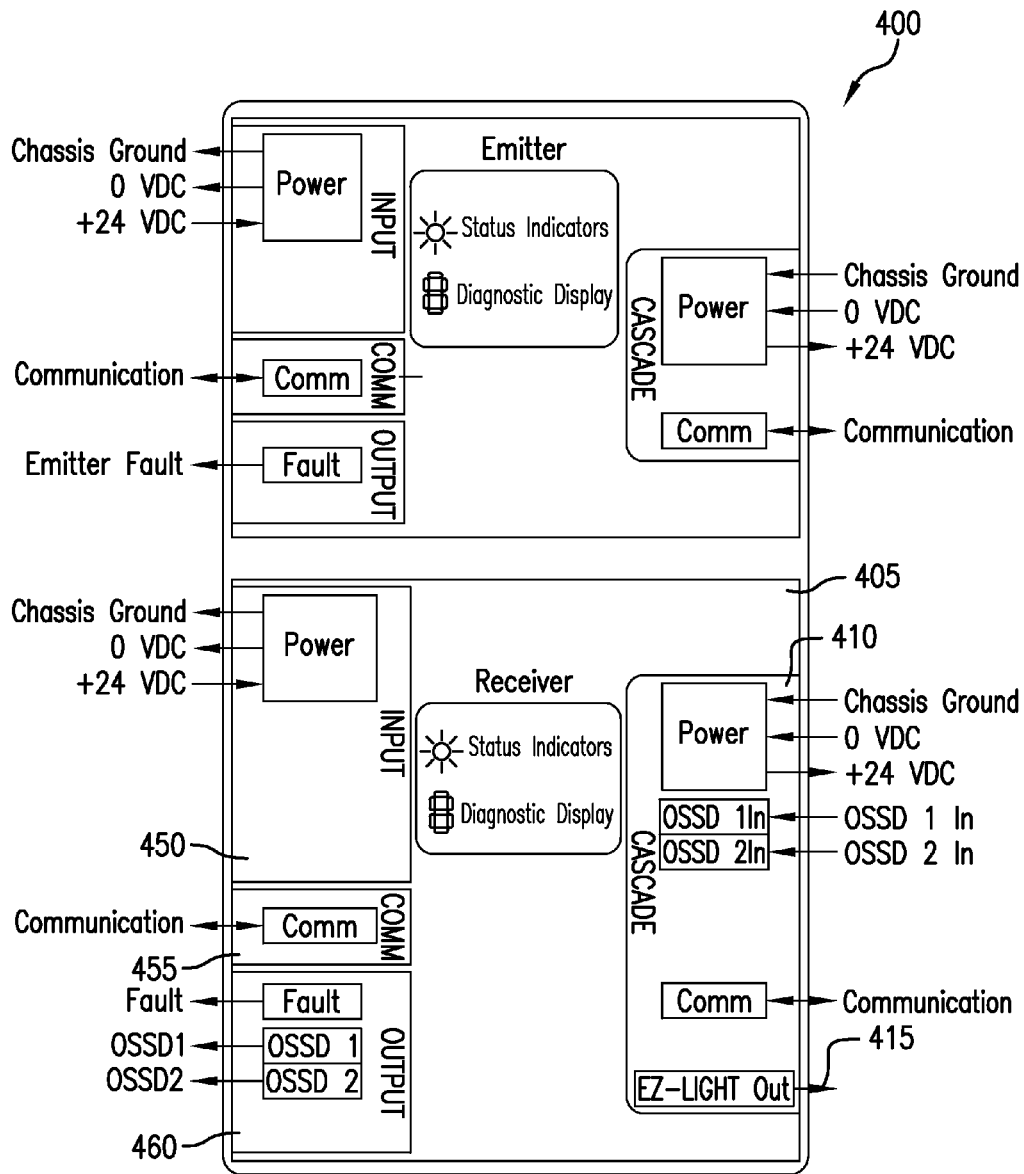 400
Emitter
Chassis Ground
0 VDC
+24 VDC
Power
INPUT
Status Indicators
Diagnostic Display
Communication
Comm
COMM
Emitter Fault
Fault
OUTPUT
CASCADE
Power
Chassis Ground
0 VDC
+24 VDC
Comm
Communication
405
410
Receiver
Chassis Ground
0 VDC
+24 VDC
Power
INPUT
450
Status Indicators
Diagnostic Display
Communication
Comm
COMM
455
Fault
Fault
OSSD1
OSSD 1
OSSD2
OSSD 2
OUTPUT
460
CASCADE
Power
Chassis Ground
0 VDC
+24 VDC
OSSD 1In
OSSD 1 In
OSSD 2In
OSSD 2 In
Comm
Communication
415
EZ-LIGHT Out